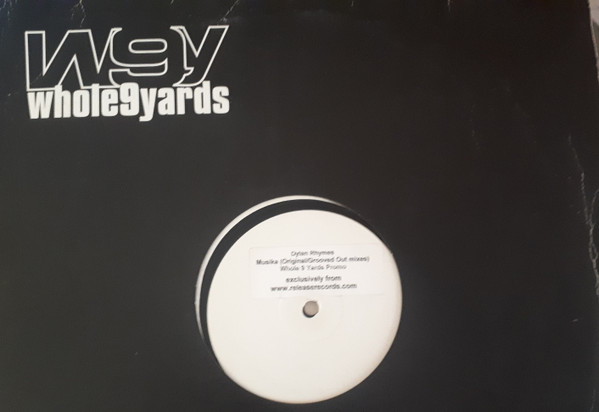 w9y
whole9yards
Dylan Rhymes
Musika (Original/Grooved Out mixes)
Whole 9 Yards Promo
exclusively from
www.releaserecords.com